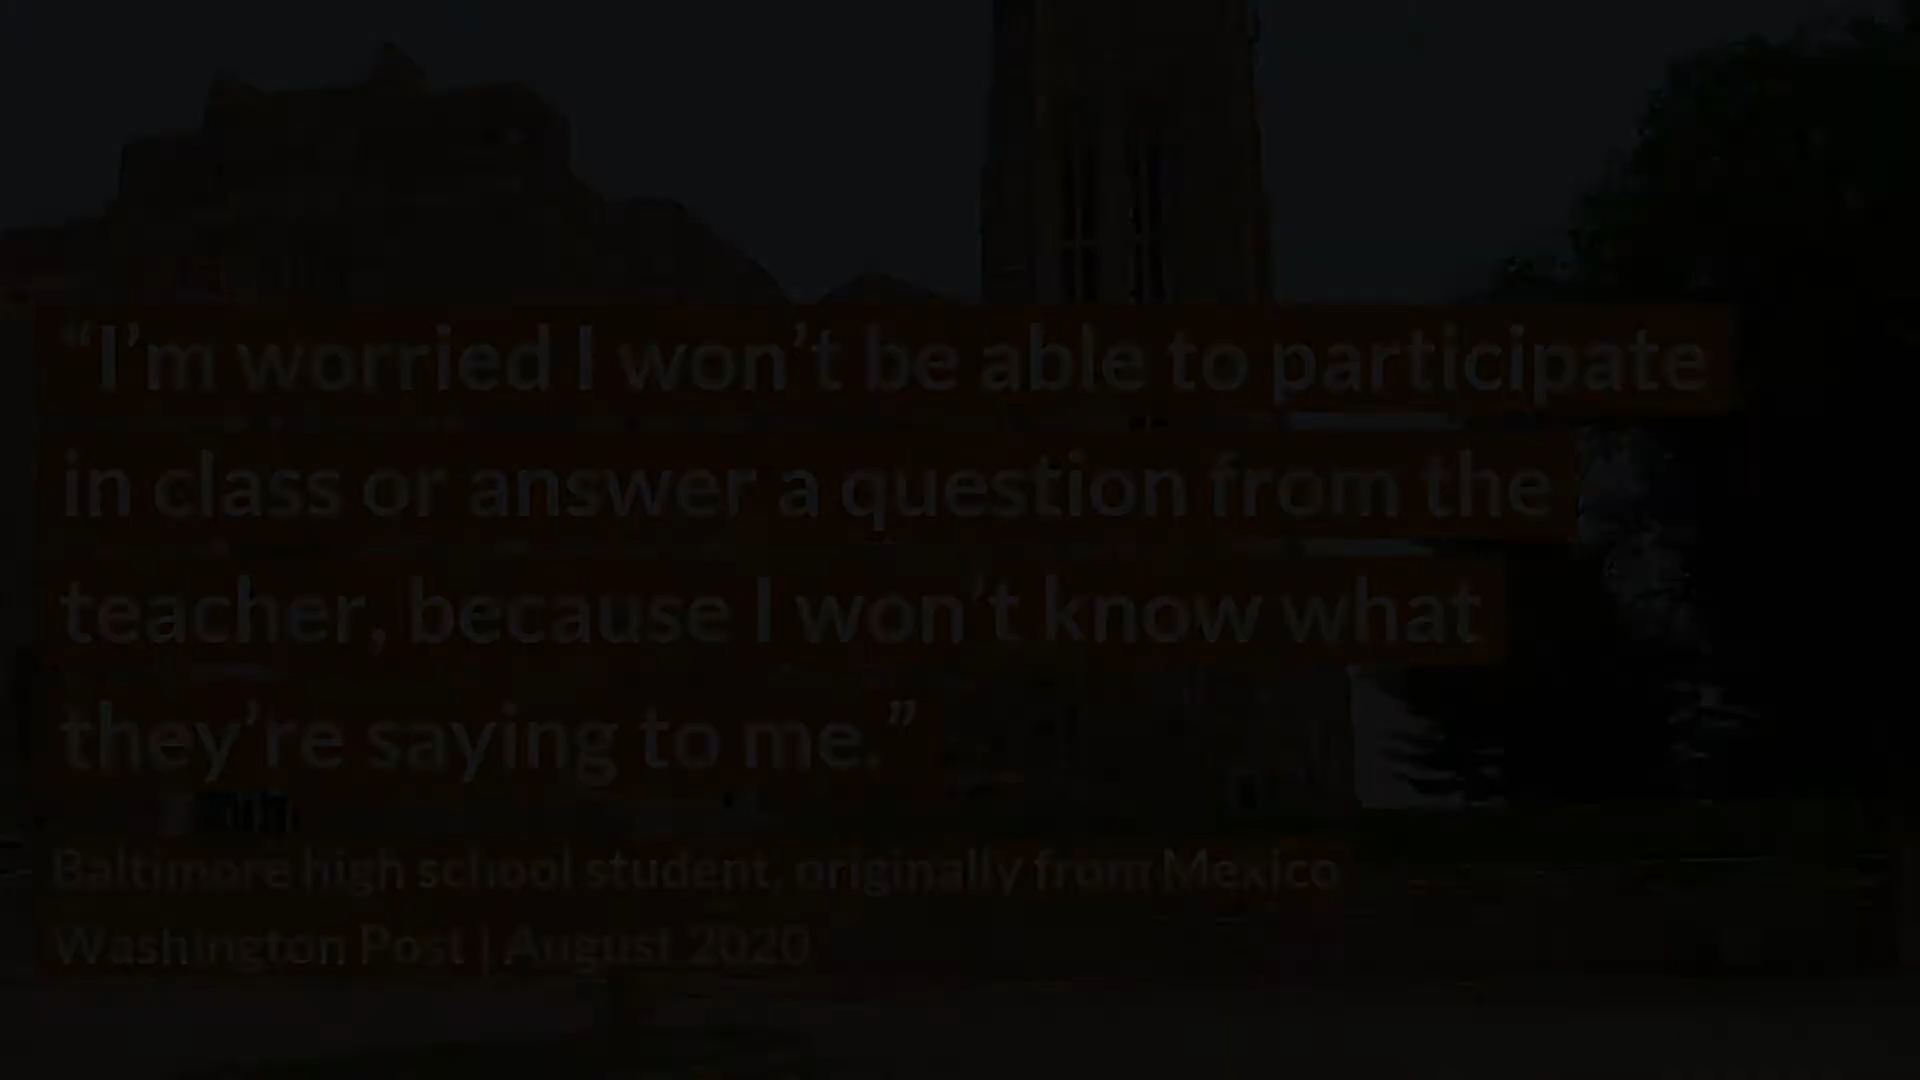 “I’m worried I won’t be able to participate
in class or answer a question from the
teacher, because I won’t know what
they’re saying to me.”
Baltimore high school student, originally from Mexico
Washington Post | August 2020